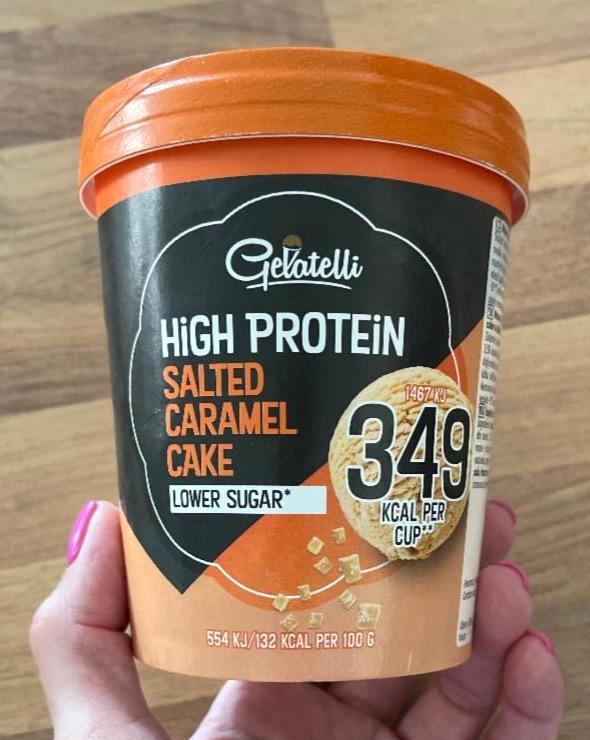 Gelatelli
HiGH PROTEiN
SALTED
CARAMEL
CAKE
LOWER SUGAR*
1467 KJ
349
KCAL PER
CUP**
554 KJ/132 KCAL PER 100 G